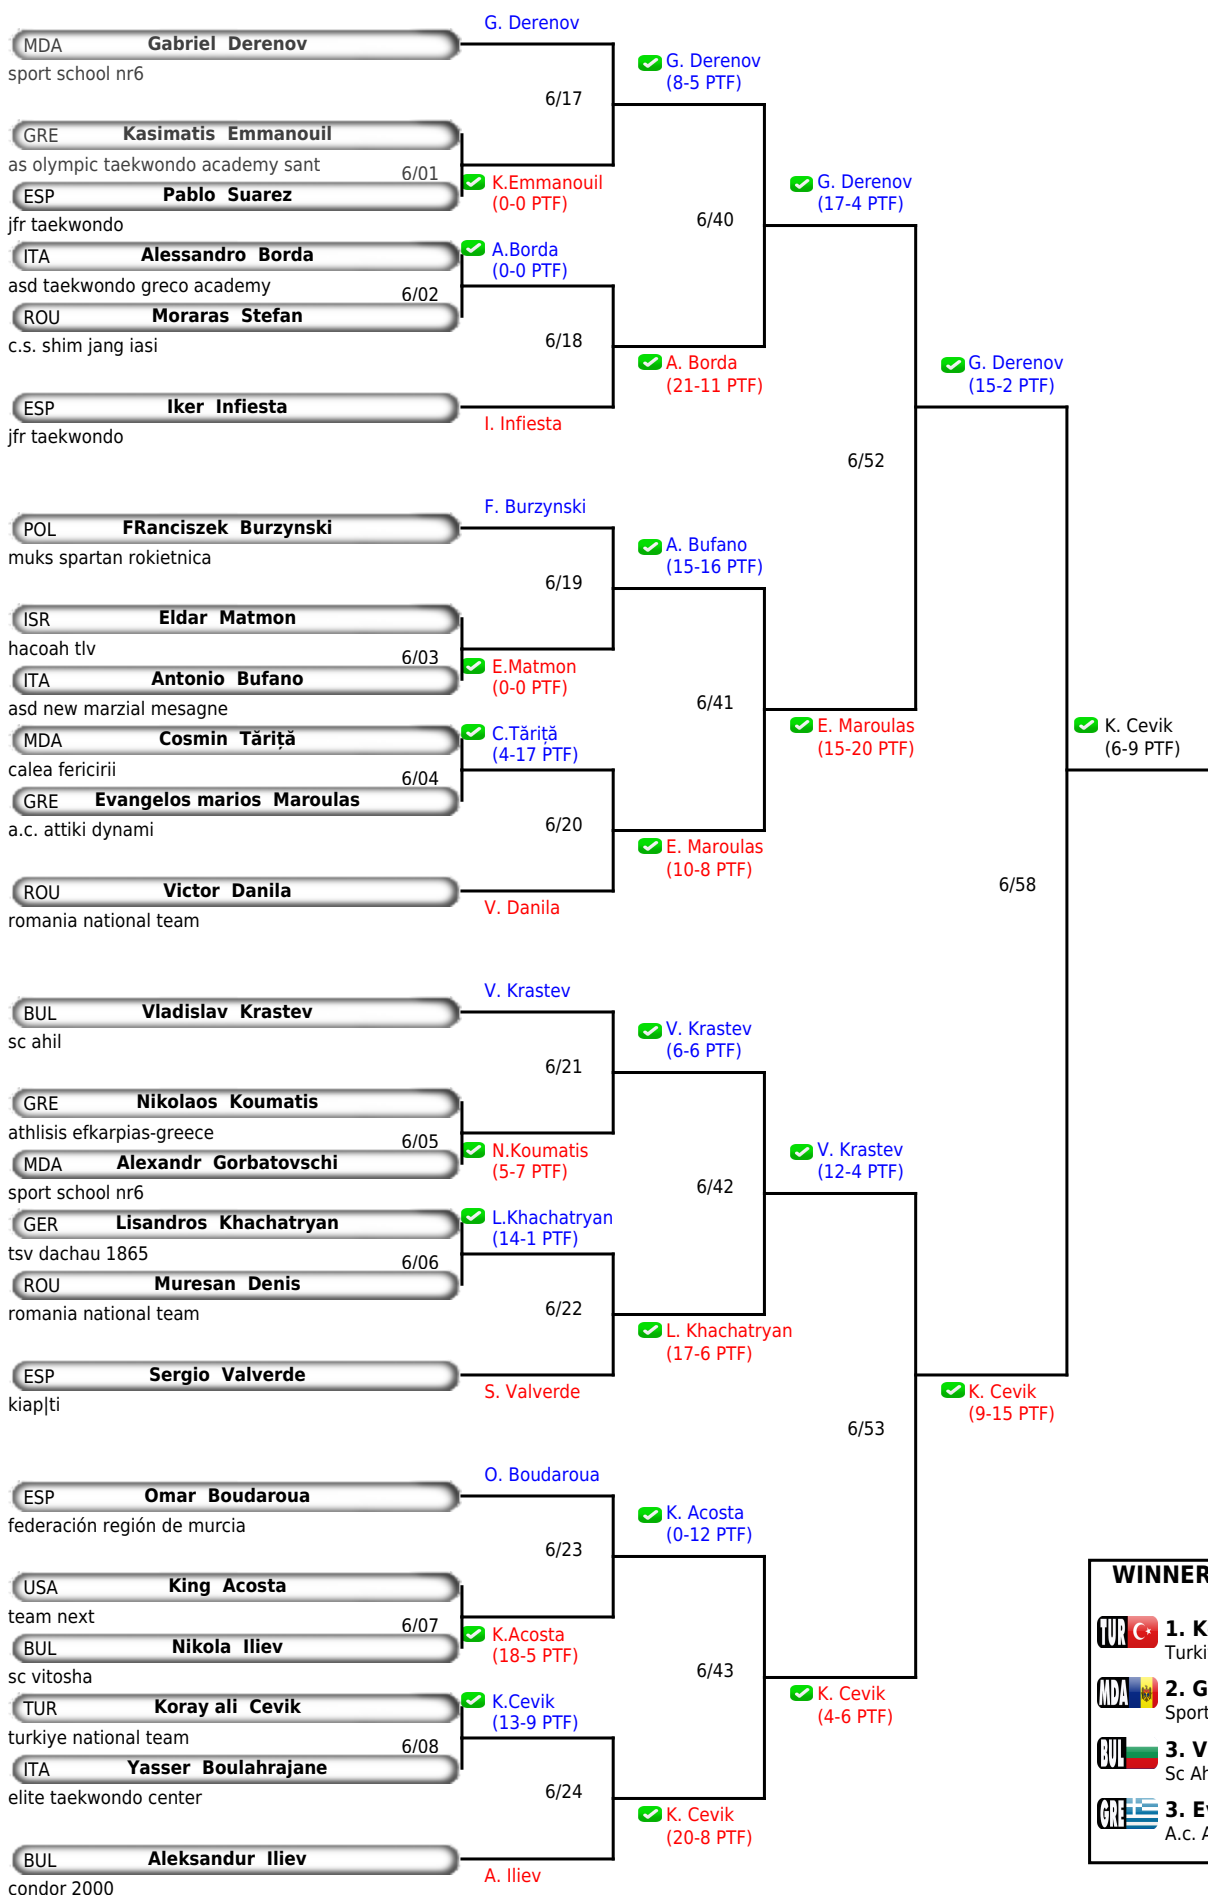 G. Derenov
MDA Gabriel Derenov
sport school nr6
G. Derenov
(8-5 PTF)
6/17
GRE Kasimatis Emmanouil
as olympic taekwondo academy sant
6/01
K.Emmanouil
(0-0 PTF)
ESP Pablo Suarez
jfr taekwondo
G. Derenov
(17-4 PTF)
6/40
ITA Alessandro Borda
asd taekwondo greco academy
A.Borda
(0-0 PTF)
6/02
ROU Moraras Stefan
c.s. shim jang iasi
6/18
A. Borda
(21-11 PTF)
G. Derenov
(15-2 PTF)
ESP Iker Infiesta
jfr taekwondo
I. Infiesta
6/52
F. Burzynski
POL FRanciszek Burzynski
muks spartan rokietnica
A. Bufano
(15-16 PTF)
6/19
ISR Eldar Matmon
hacoah tlv
6/03
E.Matmon
(0-0 PTF)
ITA Antonio Bufano
asd new marzial mesagne
6/41
MDA Cosmin Tăriță
calea fericirii
C.Tăriță
(4-17 PTF)
E. Maroulas
(15-20 PTF)
K. Cevik
(6-9 PTF)
6/04
GRE Evangelos marios Maroulas
a.c. attiki dynami
6/20
E. Maroulas
(10-8 PTF)
ROU Victor Danila
romania national team
V. Danila
6/58
V. Krastev
BUL Vladislav Krastev
sc ahil
V. Krastev
(6-6 PTF)
6/21
GRE Nikolaos Koumatis
athlisis efkarpias-greece
6/05
N.Koumatis
(5-7 PTF)
MDA Alexandr Gorbatovschi
sport school nr6
V. Krastev
(12-4 PTF)
6/42
GER Lisandros Khachatryan
tsv dachau 1865
L.Khachatryan
(14-1 PTF)
6/06
ROU Muresan Denis
romania national team
6/22
L. Khachatryan
(17-6 PTF)
ESP Sergio Valverde
kiap|ti
S. Valverde
K. Cevik
(9-15 PTF)
6/53
O. Boudaroua
ESP Omar Boudaroua
federación región de murcia
K. Acosta
(0-12 PTF)
6/23
USA King Acosta
team next
6/07
K.Acosta
(18-5 PTF)
BUL Nikola Iliev
sc vitosha
6/43
TUR Koray ali Cevik
turkiye national team
K.Cevik
(13-9 PTF)
K. Cevik
(4-6 PTF)
6/08
ITA Yasser Boulahrajane
elite taekwondo center
6/24
K. Cevik
(20-8 PTF)
BUL Aleksandur Iliev
condor 2000
A. Iliev
WINNER
TUR 1. K
Turki
MDA 2. G
Sport
BUL 3. V
Sc Ah
GRE 3. Ev
A.c. A